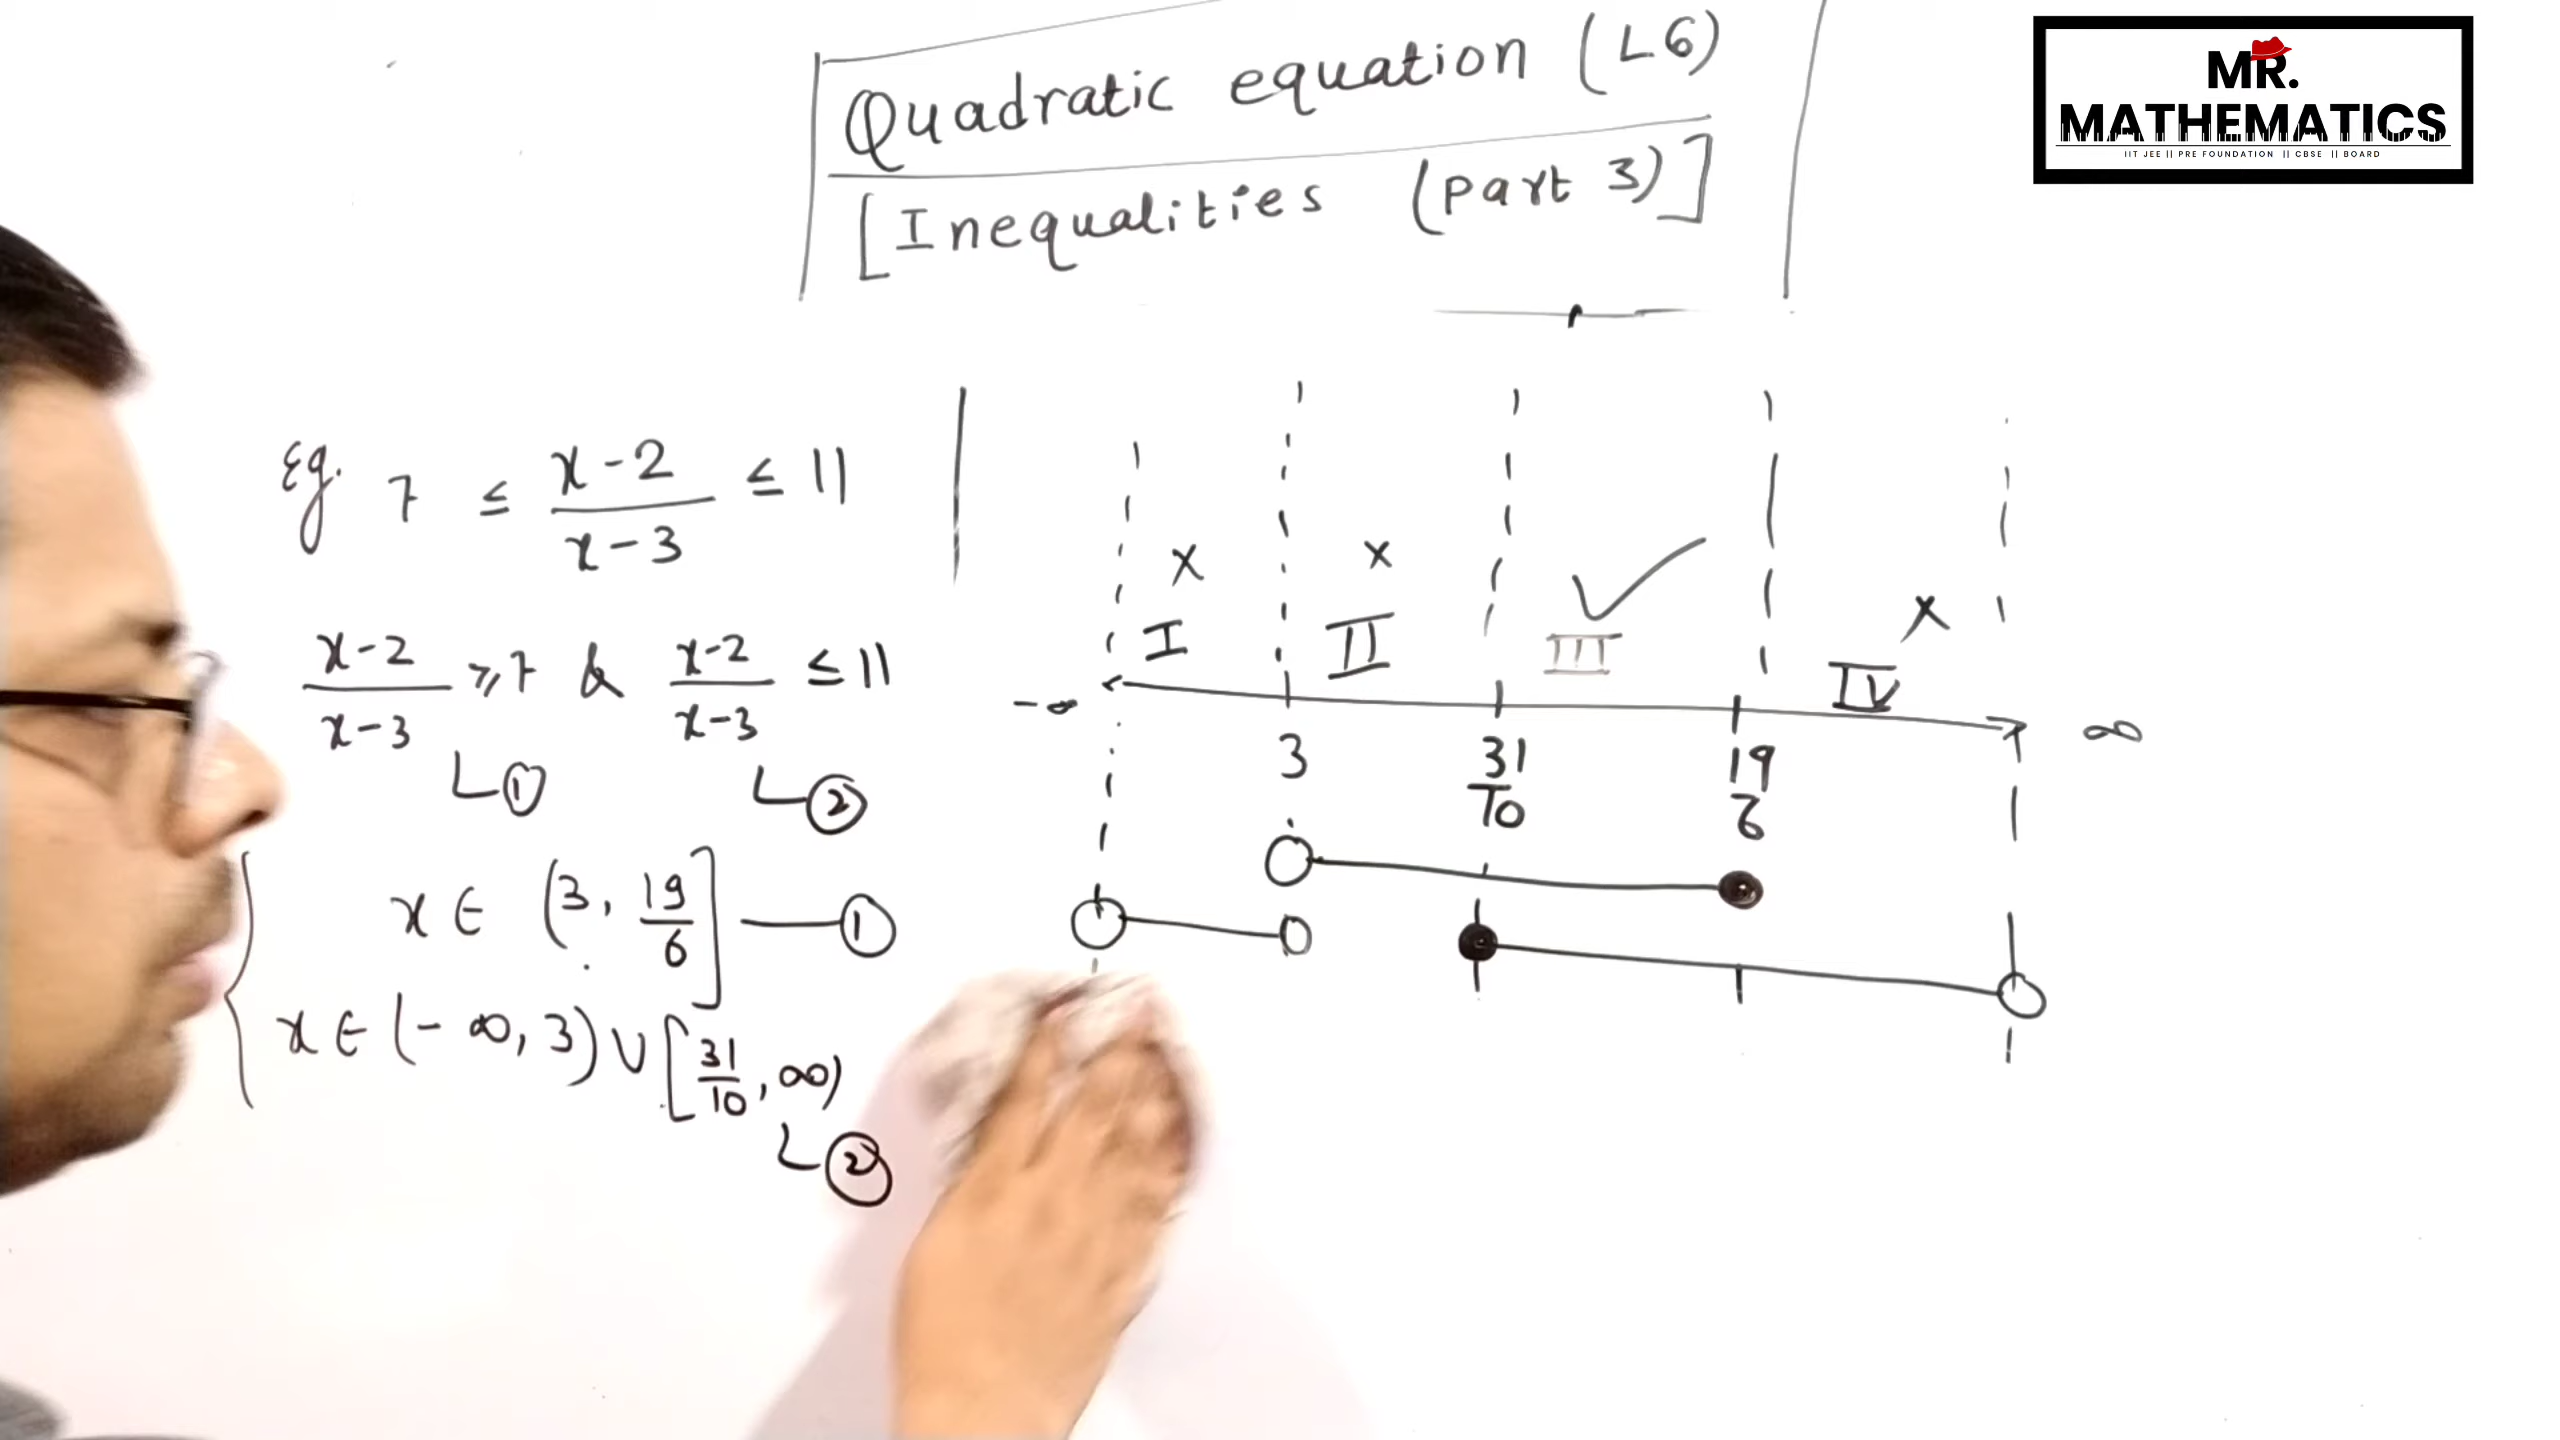 Quadratic equation (L6)
[Inequalities (part 3)]
MR.
MATHEMATICS
IIT JEE || PRE FOUNDATION || CBSE || BOARD
Eg. 7 ≤ (x-2)/(x-3) ≤ 11
(x-2)/(x-3) ≥ 7 & (x-2)/(x-3) ≤ 11
① ②
x ∈ (3, 19/6] — ①
x ∈ (-∞, 3) ∪ [31/10, ∞)
②
x x ✓ x
I II III IV
-∞ ∞
3 31/10 19/6